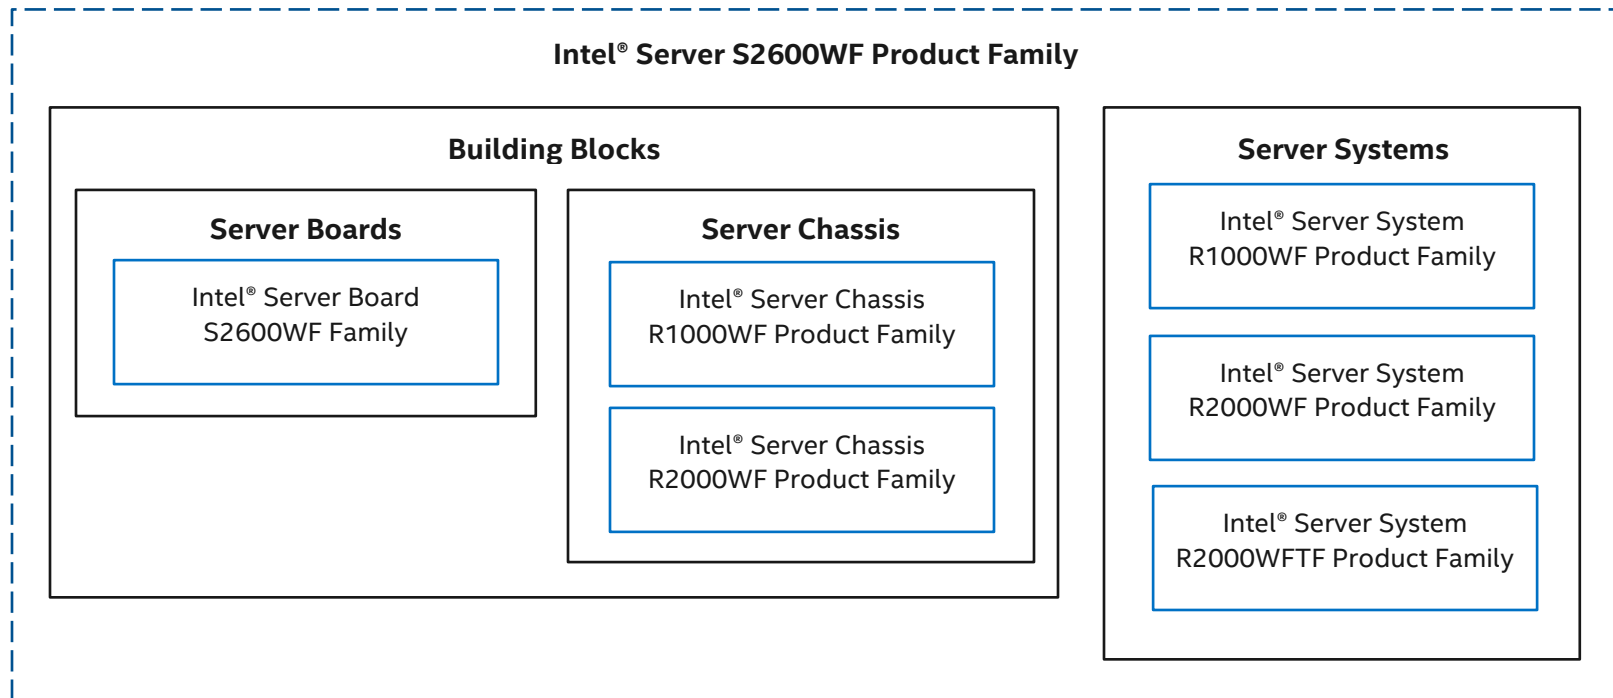 Intel® Server S2600WF Product Family
Building Blocks
Server Boards
Intel® Server Board
S2600WF Family
Server Chassis
Intel® Server Chassis
R1000WF Product Family
Intel® Server Chassis
R2000WF Product Family
Server Systems
Intel® Server System
R1000WF Product Family
Intel® Server System
R2000WF Product Family
Intel® Server System
R2000WFTF Product Family